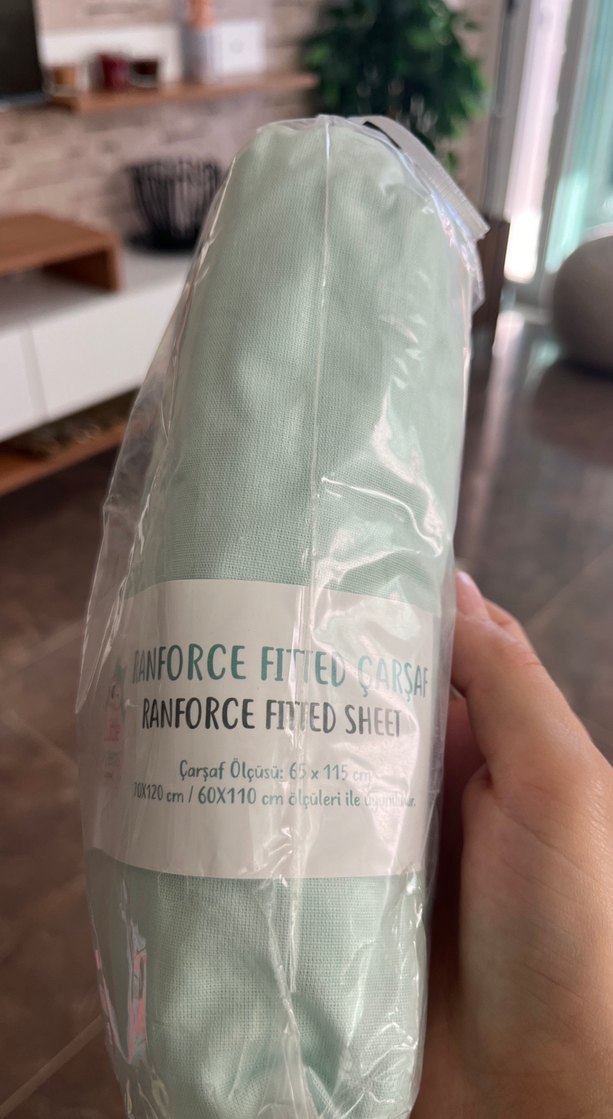 RANFORCE FITTED ÇARŞAF
RANFORCE FITTED SHEET
Çarşaf Ölçüsü: 65 x 115 cm
70X120 cm / 60X110 cm ölçüleri ile uyumludur.